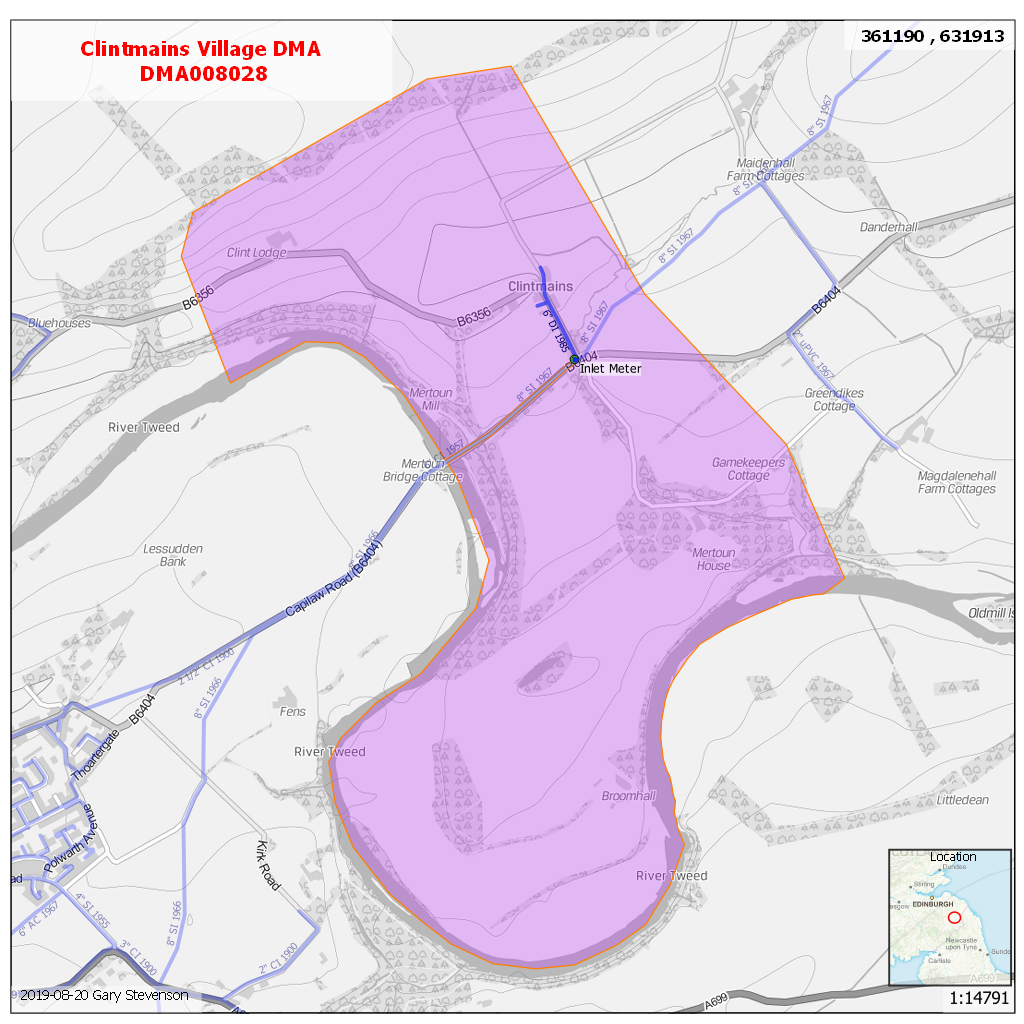 Clintmains Village DMA
DMA008028
361190 , 631913
8" SI 1967
Maidenhall
Farm Cottages
8" SI 1967
Danderhall
Clint Lodge
8" SI 1967
B6356
Clintmains
B6404
Bluehouses
B6356
6" DI 1985
8" SI 1967
2" uPVC 1967
B6404
Inlet Meter
8" SI 1967
Mertoun
Mill
Greendikes
Cottage
River Tweed
1957
Mertoun
Bridge Cottage
Gamekeepers
Cottage
Magdalenehall
Farm Cottages
Lessudden
Bank
SI 1966
Mertoun
House
Capilaw Road (B6404)
Oldmill Is
2 1/2" CI 1900
8" SI 1966
B6404
Fens
Thoartergate
River Tweed
Broomhall
Littledean
Polwarth Avenue
Kirk Road
ad
River Tweed
4" SI 1955
6" AC 1967
8" SI 1966
3" CI 1900
2" CI 1900
Location
Dundee
Stirling
asgow
EDINBURGH
Newcastle
upon Tyne
Carlisle
Sunde
A699
A699
2019-08-20 Gary Stevenson
1:14791